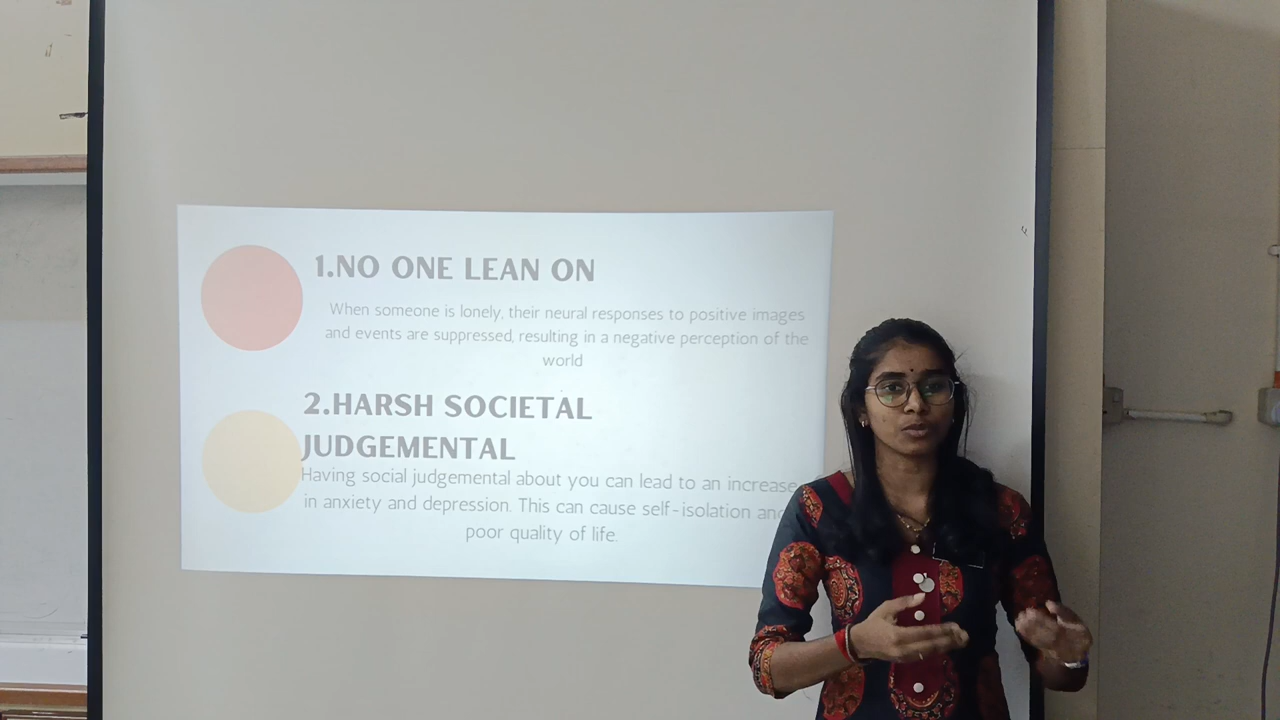 1.NO ONE LEAN ON
When someone is lonely, their neural responses to positive images
and events are suppressed, resulting in a negative perception of the
world
2.HARSH SOCIETAL
JUDGEMENTAL
Having social judgemental about you can lead to an increase
in anxiety and depression. This can cause self-isolation and
poor quality of life.